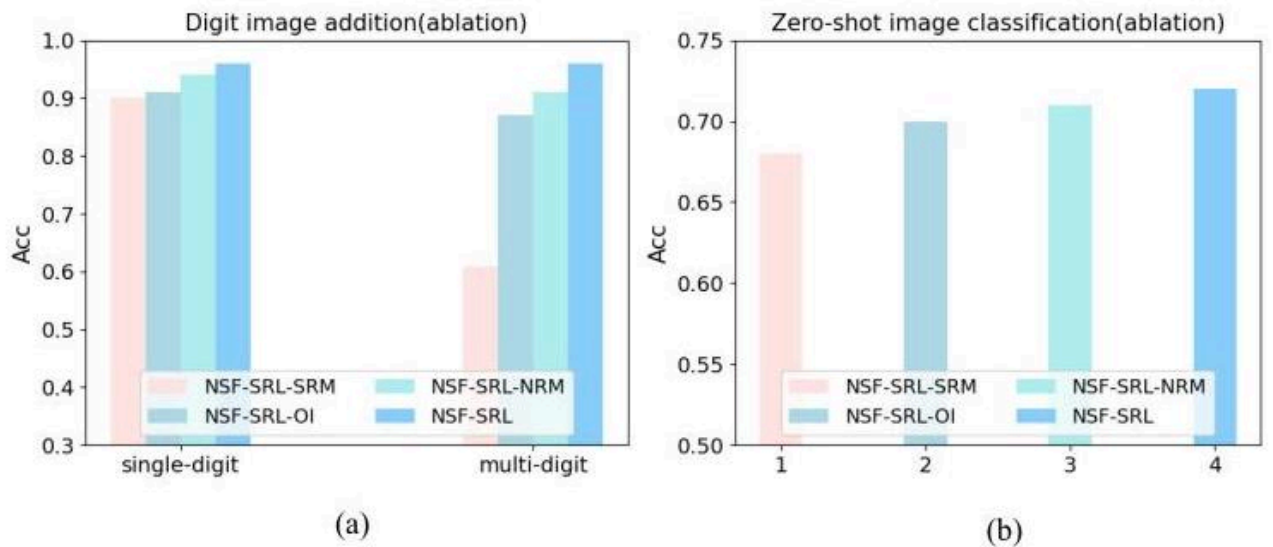 Digit image addition(ablation)
1.0
0.9
0.8
0.7
0.6
0.5
0.4
0.3
Acc
NSF-SRL-SRM NSF-SRL-NRM
NSF-SRL-OI NSF-SRL
single-digit multi-digit
(a)
Zero-shot image classification(ablation)
0.75
0.70
0.65
0.60
0.55
0.50
Acc
NSF-SRL-SRM NSF-SRL-NRM
NSF-SRL-OI NSF-SRL
1 2 3 4
(b)